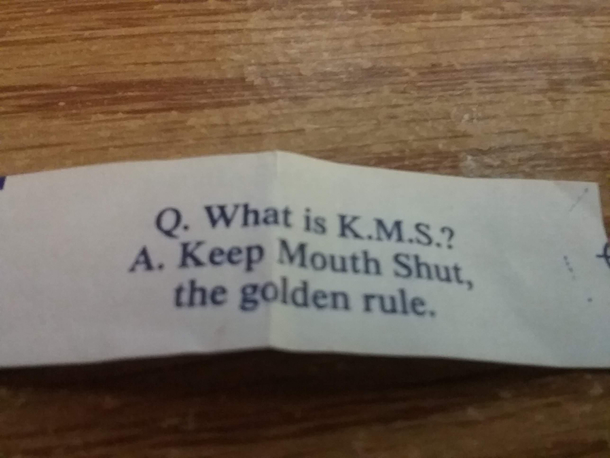 Q. What is K.M.S.?
A. Keep Mouth Shut,
the golden rule.